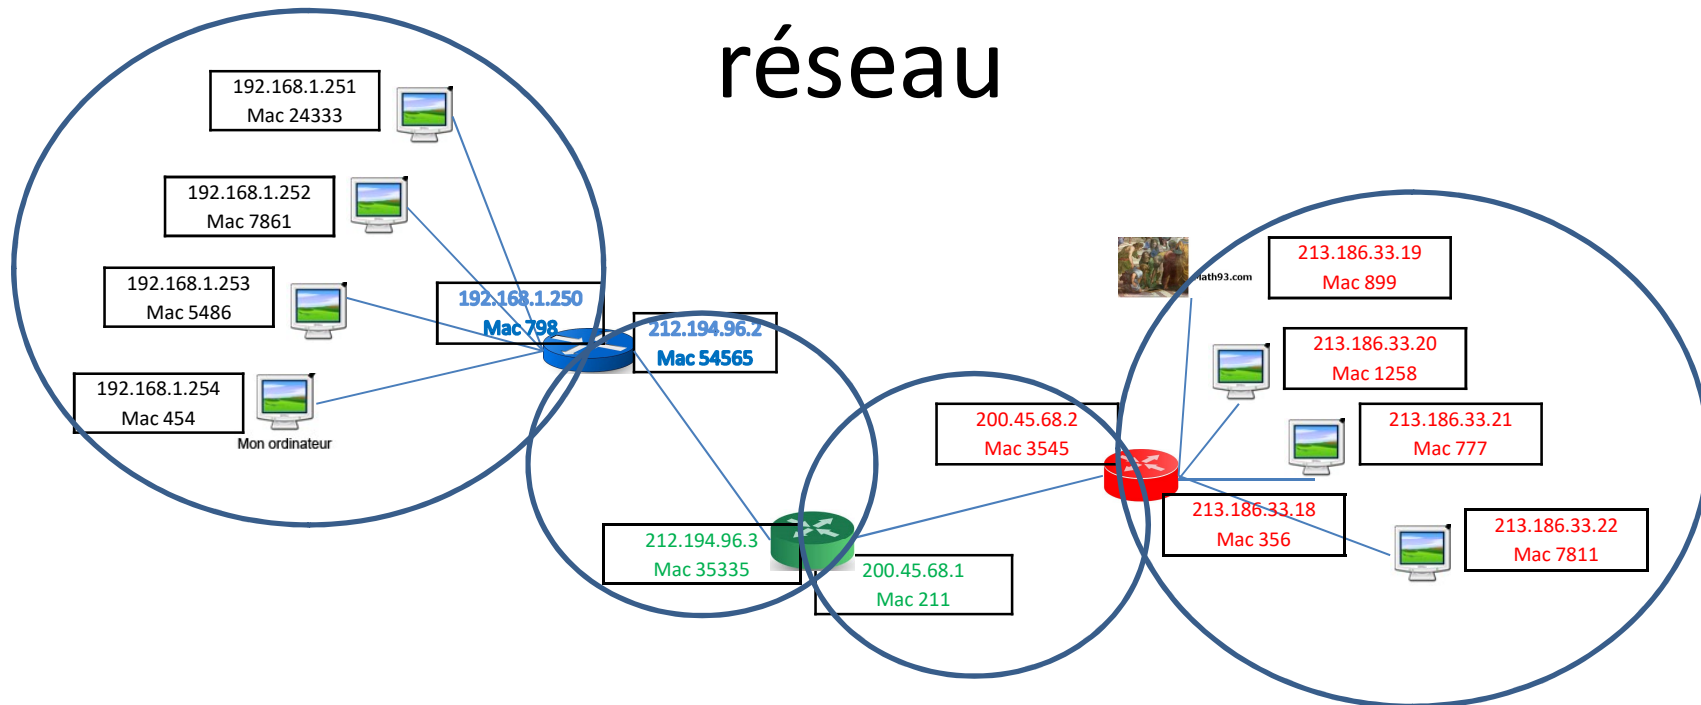 réseau
192.168.1.251
Mac 24333
192.168.1.252
Mac 7861
192.168.1.253
Mac 5486
192.168.1.254
Mac 454
Mon ordinateur
192.168.1.250
Mac 798
212.194.96.2
Mac 54565
212.194.96.3
Mac 35335
200.45.68.1
Mac 211
200.45.68.2
Mac 3545
213.186.33.18
Mac 356
ath93.com
213.186.33.19
Mac 899
213.186.33.20
Mac 1258
213.186.33.21
Mac 777
213.186.33.22
Mac 7811